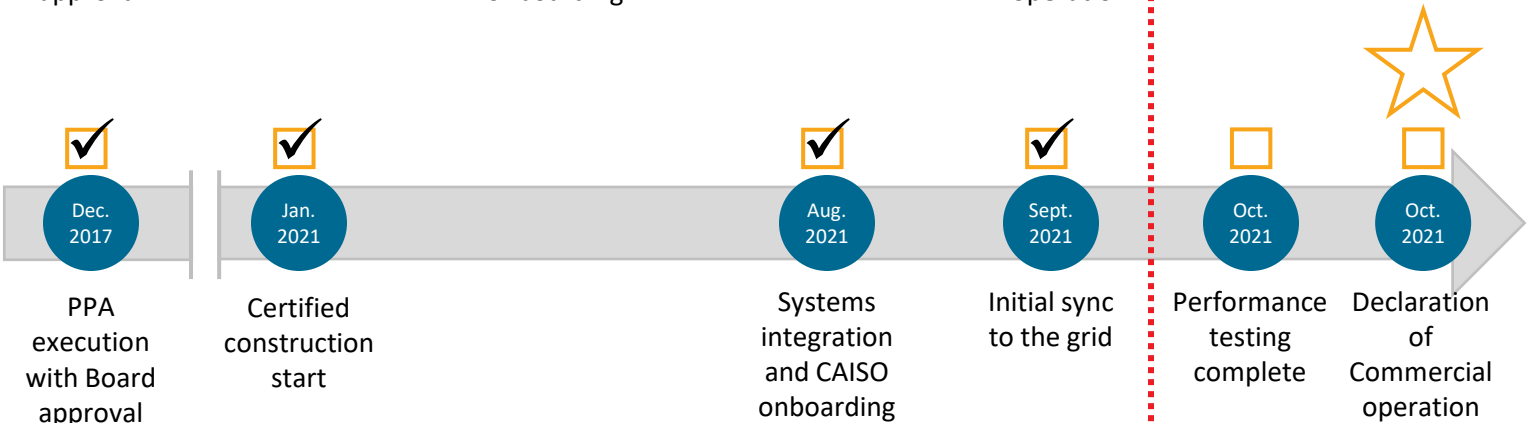 Dec.
2017
Jan.
2021
Aug.
2021
Sept.
2021
Oct.
2021
Oct.
2021
PPA
execution
with Board
approval
Certified
construction
start
Systems
integration
and CAISO
onboarding
Initial sync
to the grid
Performance
testing
complete
Declaration
of
Commercial
operation